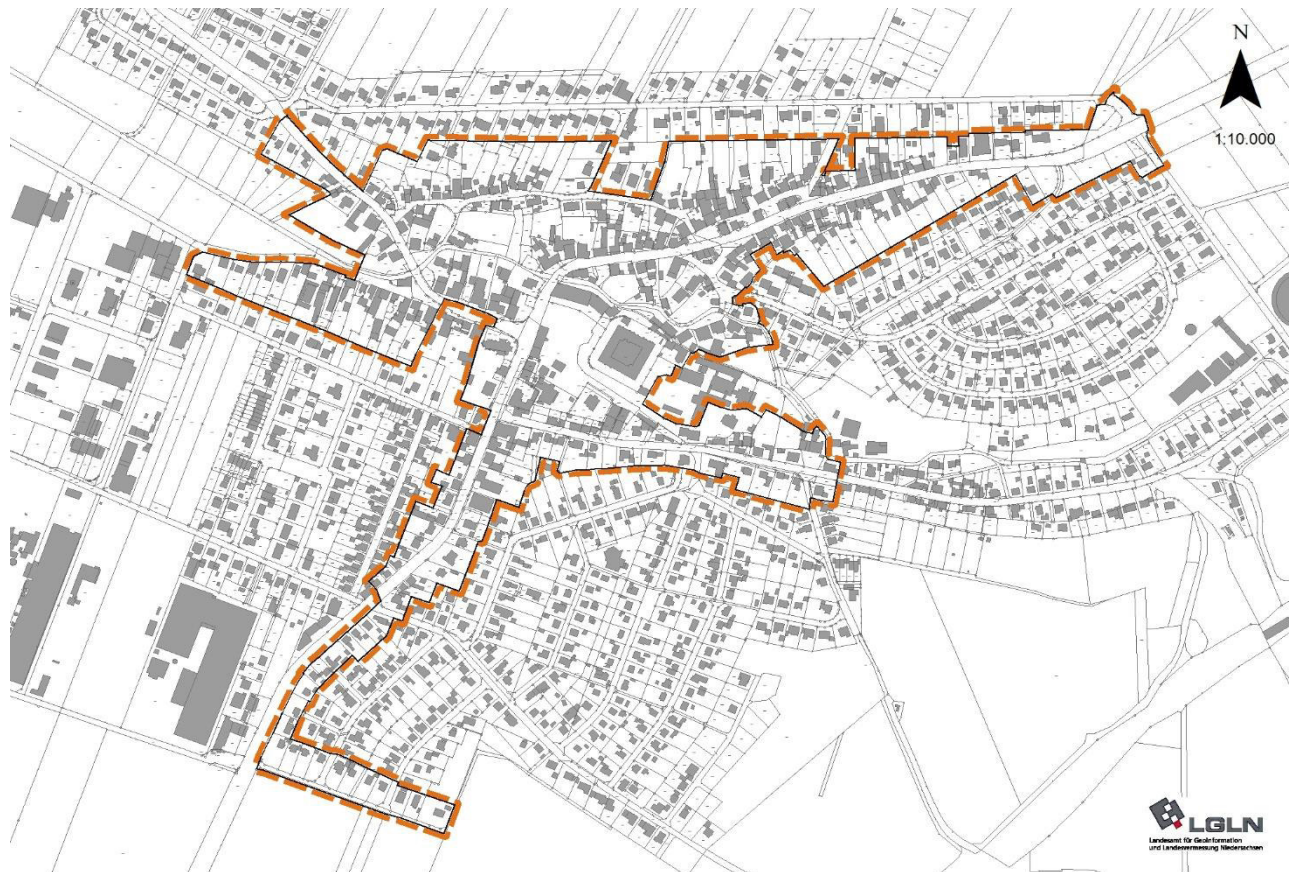 N
1:10.000
LGLN
Landesamt für Geoinformation
und Landesvermessung Niedersachsen